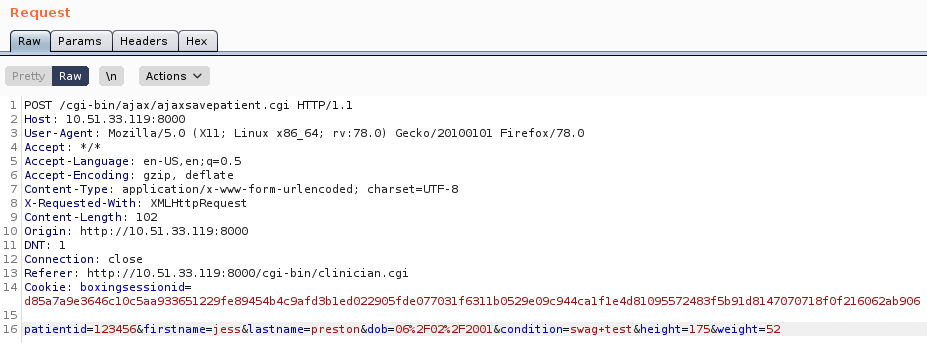 Request
Raw Params Headers Hex
Pretty Raw \n Actions
1 POST /cgi-bin/ajax/ajaxsavepatient.cgi HTTP/1.1
2 Host: 10.51.33.119:8000
3 User-Agent: Mozilla/5.0 (X11; Linux x86_64; rv:78.0) Gecko/20100101 Firefox/78.0
4 Accept: */*
5 Accept-Language: en-US,en;q=0.5
6 Accept-Encoding: gzip, deflate
7 Content-Type: application/x-www-form-urlencoded; charset=UTF-8
8 X-Requested-With: XMLHttpRequest
9 Content-Length: 102
10 Origin: http://10.51.33.119:8000
11 DNT: 1
12 Connection: close
13 Referer: http://10.51.33.119:8000/cgi-bin/clinician.cgi
14 Cookie: boxingsessionid=
d85a7a9e3646c10c5aa933651229fe89454b4c9afd3b1ed022905fde077031f6311b0529e09c944ca1f1e4d81095572483f5b91d8147070718f0f216062ab906
15
16 patientid=123456&firstname=jess&lastname=preston&dob=06%2F02%2F2001&condition=swag+test&height=175&weight=52